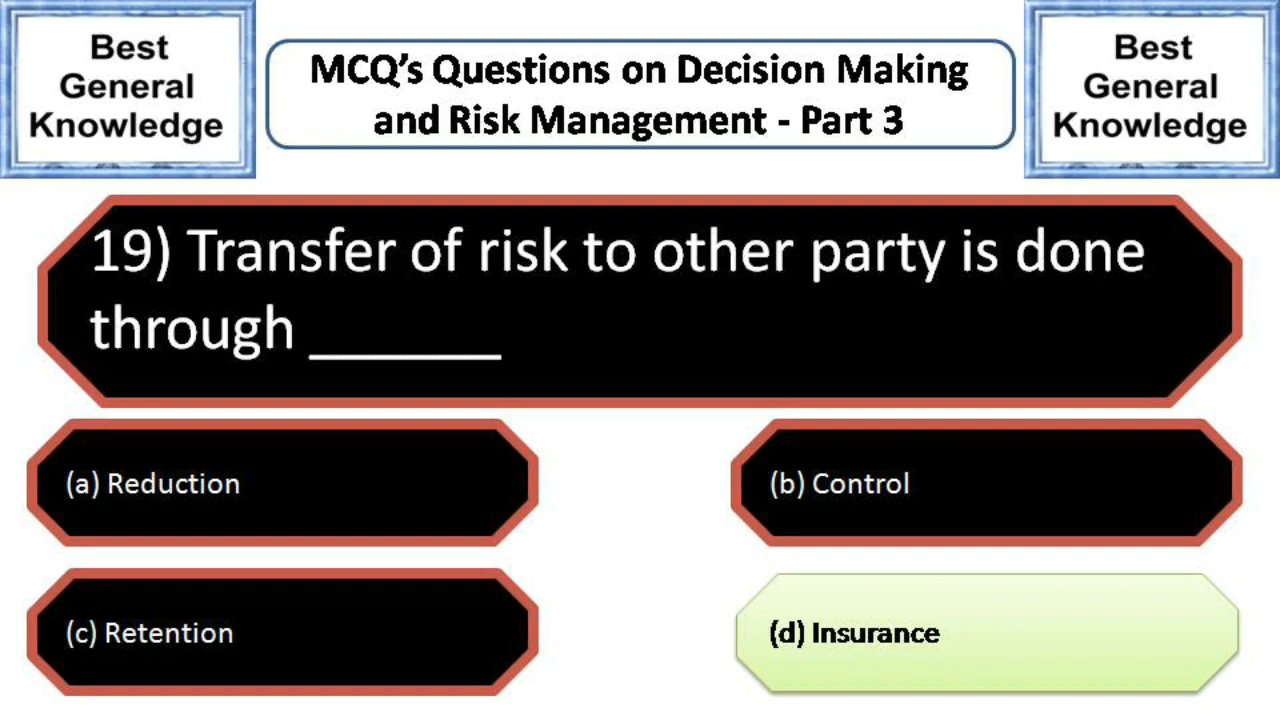 Best
General
Knowledge
MCQ’s Questions on Decision Making
and Risk Management - Part 3
Best
General
Knowledge
19) Transfer of risk to other party is done
through ______
(a) Reduction
(b) Control
(c) Retention
(d) Insurance